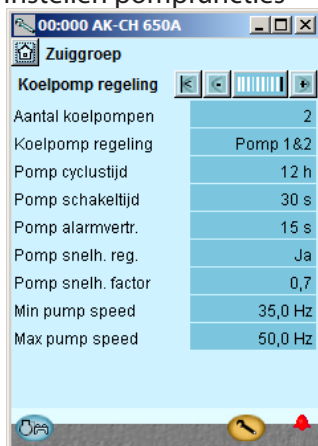 instellen pompfuncties
00:000 AK-CH 650A
Zuiggroep
Koelpomp regeling
Aantal koelpompen 2
Koelpomp regeling Pomp 1&2
Pomp cyclustijd 12 h
Pomp schakeltijd 30 s
Pomp alarmvertr. 15 s
Pomp snelh. reg. Ja
Pomp snelh. factor 0,7
Min pump speed 35,0 Hz
Max pump speed 50,0 Hz